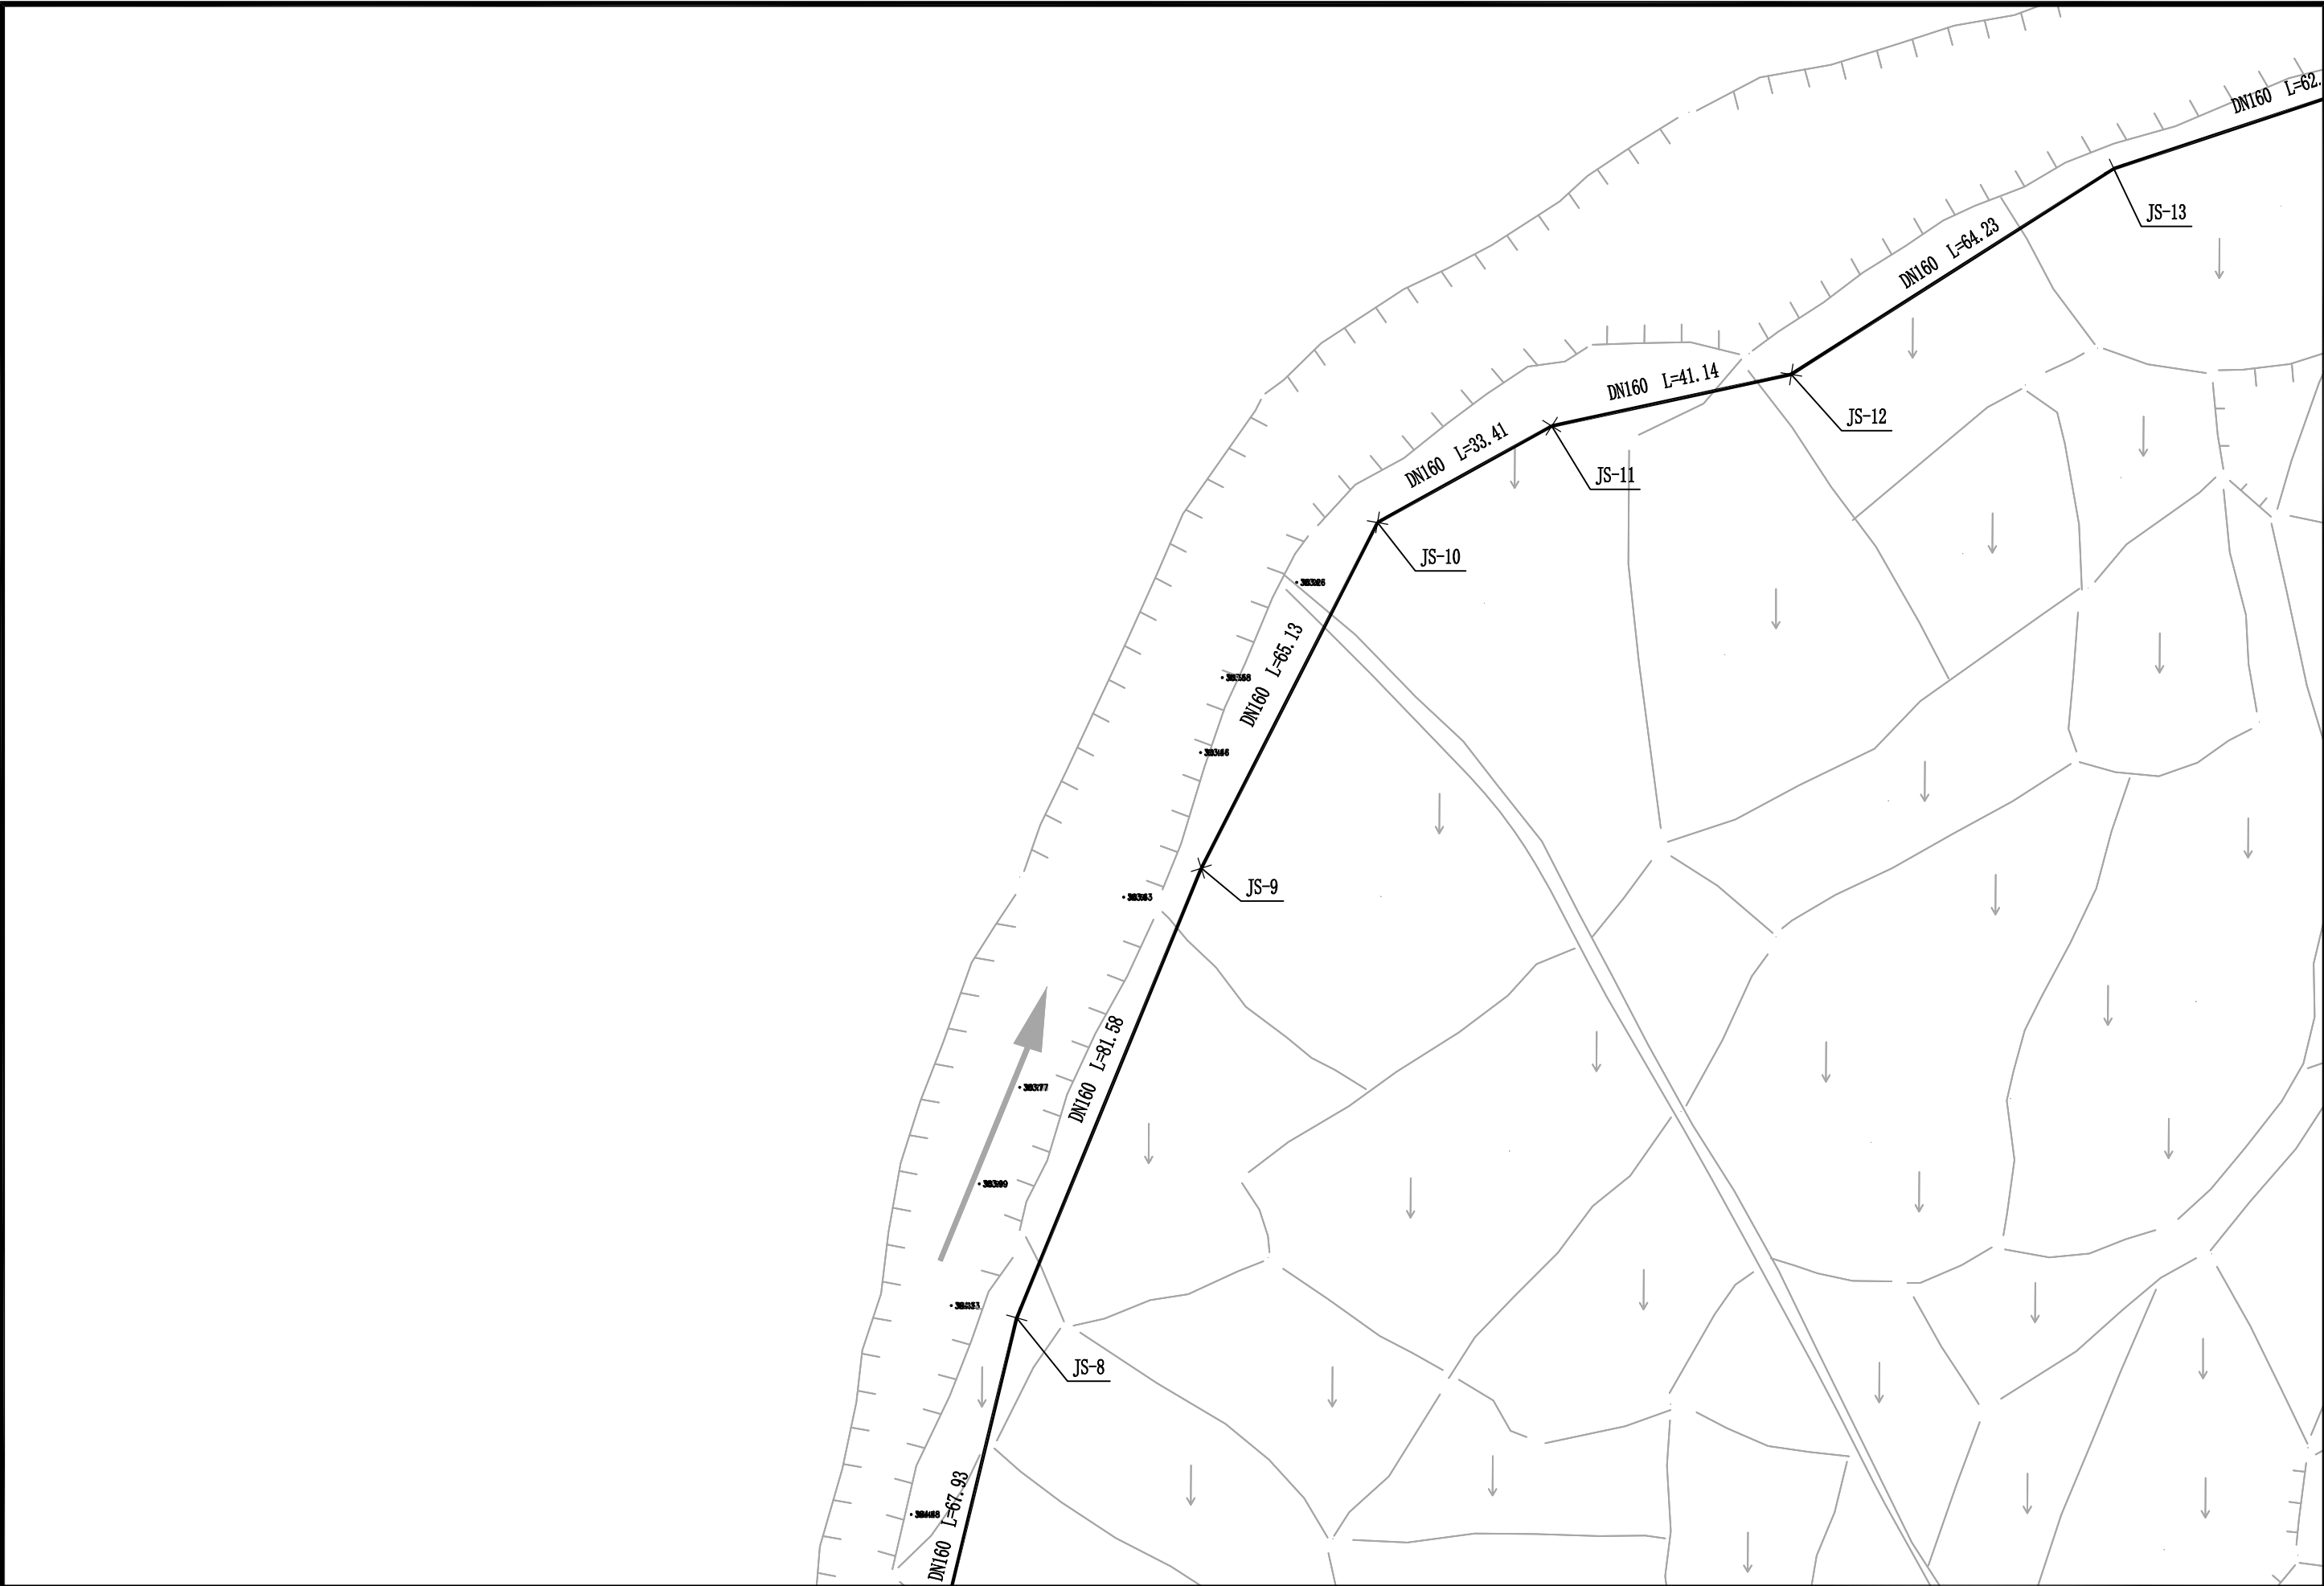 DN160 L=62.
JS-13
DN160 L=64.23
DN160 L=41.14
JS-12
DN160 L=33.41
JS-11
JS-10
DN160 L=65.13
JS-9
DN160 L=81.58
JS-8
DN160 L=67.93